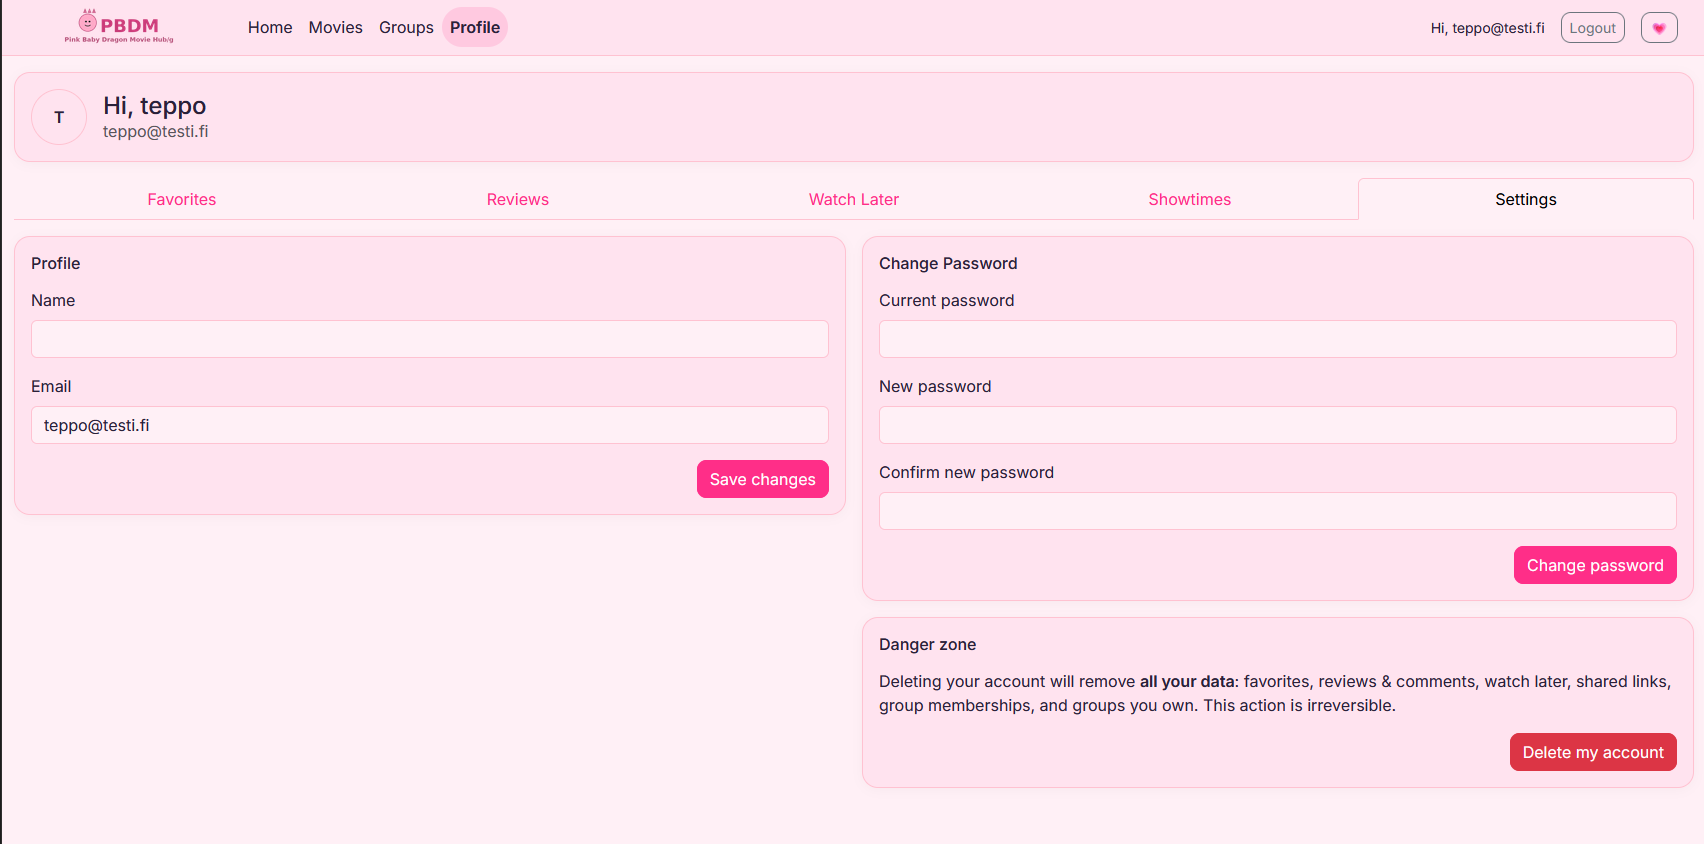 PBDM
Pink Baby Dragon Movie Hub/g
Home Movies Groups Profile
Hi, teppo@testi.fi Logout
T
Hi, teppo
teppo@testi.fi
Favorites Reviews Watch Later Showtimes Settings
Profile
Name
Email
teppo@testi.fi
Save changes
Change Password
Current password
New password
Confirm new password
Change password
Danger zone
Deleting your account will remove all your data: favorites, reviews & comments, watch later, shared links,
group memberships, and groups you own. This action is irreversible.
Delete my account